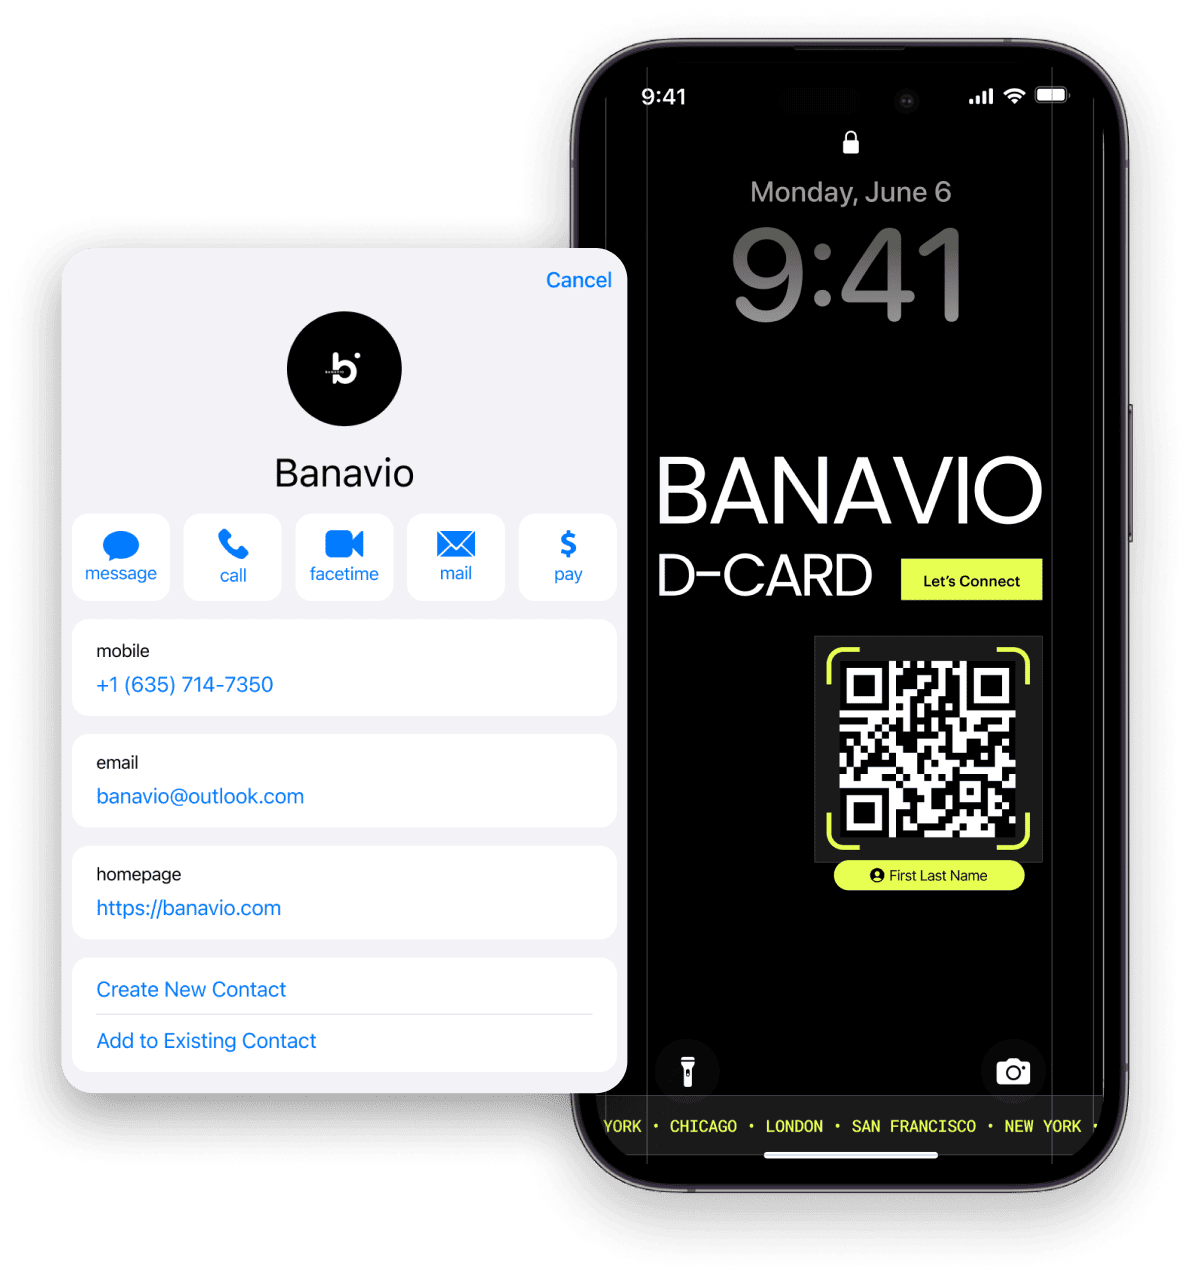 Cancel
b
Banavio
message
call
facetime
mail
$
pay
mobile
+1 (635) 714-7350
email
banavio@outlook.com
homepage
https://banavio.com
Create New Contact
Add to Existing Contact
9:41
Monday, June 6
9:41
BANAVIO
D-CARD
Let's Connect
First Last Name
YORK • CHICAGO • LONDON • SAN FRANCISCO • NEW YORK •